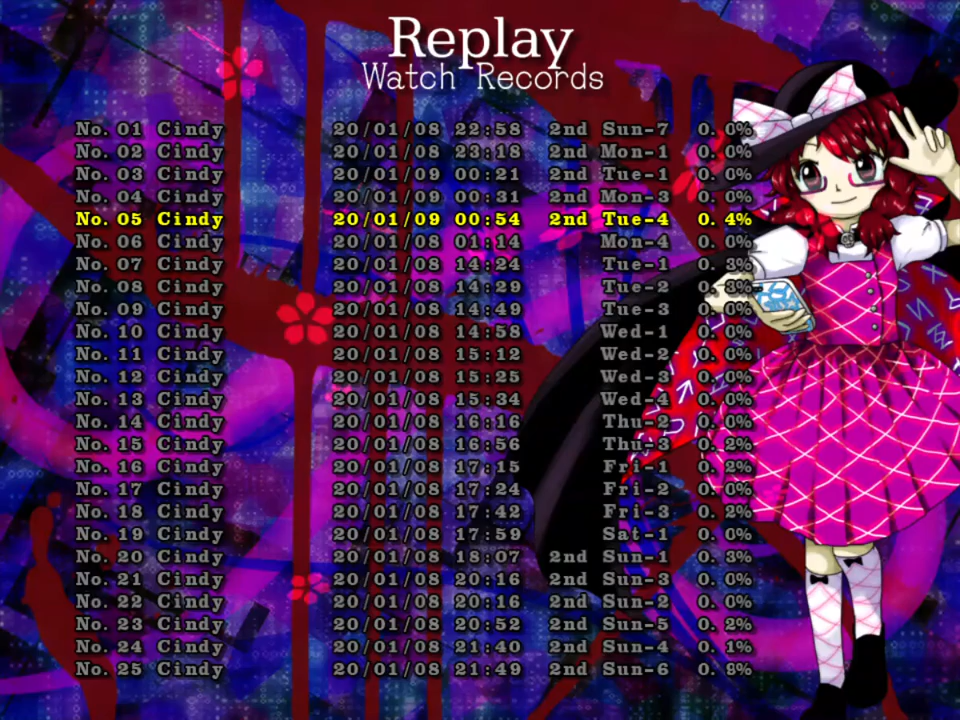 Replay
Watch Records
No. 01 Cindy 20/01/08 22:58 2nd Sun-7 0. 0%
No. 02 Cindy 20/01/08 23:18 2nd Mon-1 0. 0%
No. 03 Cindy 20/01/09 00:21 2nd Tue-1 0. 0%
No. 04 Cindy 20/01/09 00:31 2nd Mon-3 0. 0%
No. 05 Cindy 20/01/09 00:54 2nd Tue-4 0. 4%
No. 06 Cindy 20/01/08 01:14 Mon-4 0. 0%
No. 07 Cindy 20/01/08 14:24 Tue-1 0. 3%
No. 08 Cindy 20/01/08 14:29 Tue-2 0. 3%
No. 09 Cindy 20/01/08 14:49 Tue-3 0. 0%
No. 10 Cindy 20/01/08 14:58 Wed-1 0. 0%
No. 11 Cindy 20/01/08 15:12 Wed-2 0. 0%
No. 12 Cindy 20/01/08 15:25 Wed-3 0. 0%
No. 13 Cindy 20/01/08 15:34 Wed-4 0. 0%
No. 14 Cindy 20/01/08 16:16 Thu-2 0. 0%
No. 15 Cindy 20/01/08 16:56 Thu-3 0. 2%
No. 16 Cindy 20/01/08 17:15 Fri-1 0. 2%
No. 17 Cindy 20/01/08 17:24 Fri-2 0. 0%
No. 18 Cindy 20/01/08 17:42 Fri-3 0. 2%
No. 19 Cindy 20/01/08 17:59 Sat-1 0. 0%
No. 20 Cindy 20/01/08 18:07 2nd Sun-1 0. 3%
No. 21 Cindy 20/01/08 20:16 2nd Sun-3 0. 0%
No. 22 Cindy 20/01/08 20:16 2nd Sun-2 0. 0%
No. 23 Cindy 20/01/08 20:52 2nd Sun-5 0. 2%
No. 24 Cindy 20/01/08 21:40 2nd Sun-4 0. 1%
No. 25 Cindy 20/01/08 21:49 2nd Sun-6 0. 9%